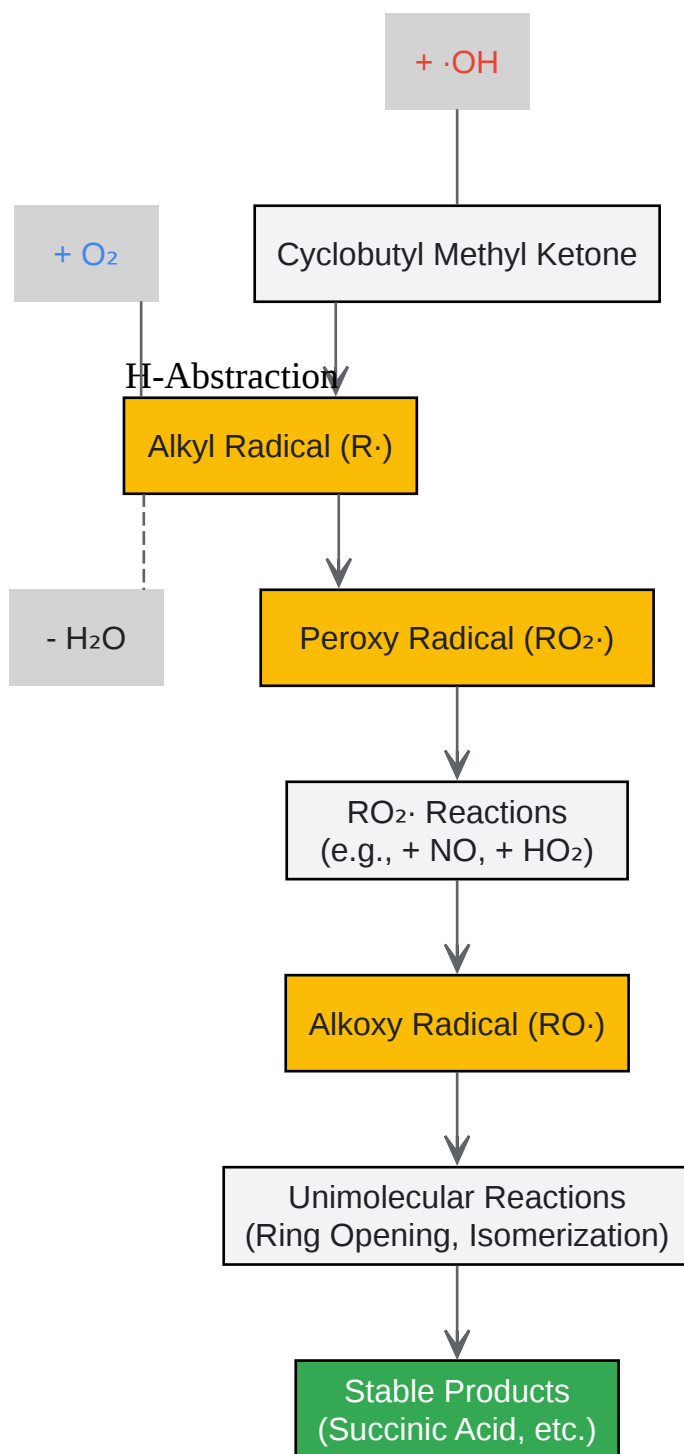 + ·OH
+ O₂
Cyclobutyl Methyl Ketone
H-Abstraction
Alkyl Radical (R·)
- H₂O
Peroxy Radical (RO₂·)
RO₂· Reactions
(e.g., + NO, + HO₂)
Alkoxy Radical (RO·)
Unimolecular Reactions
(Ring Opening, Isomerization)
Stable Products
(Succinic Acid, etc.)